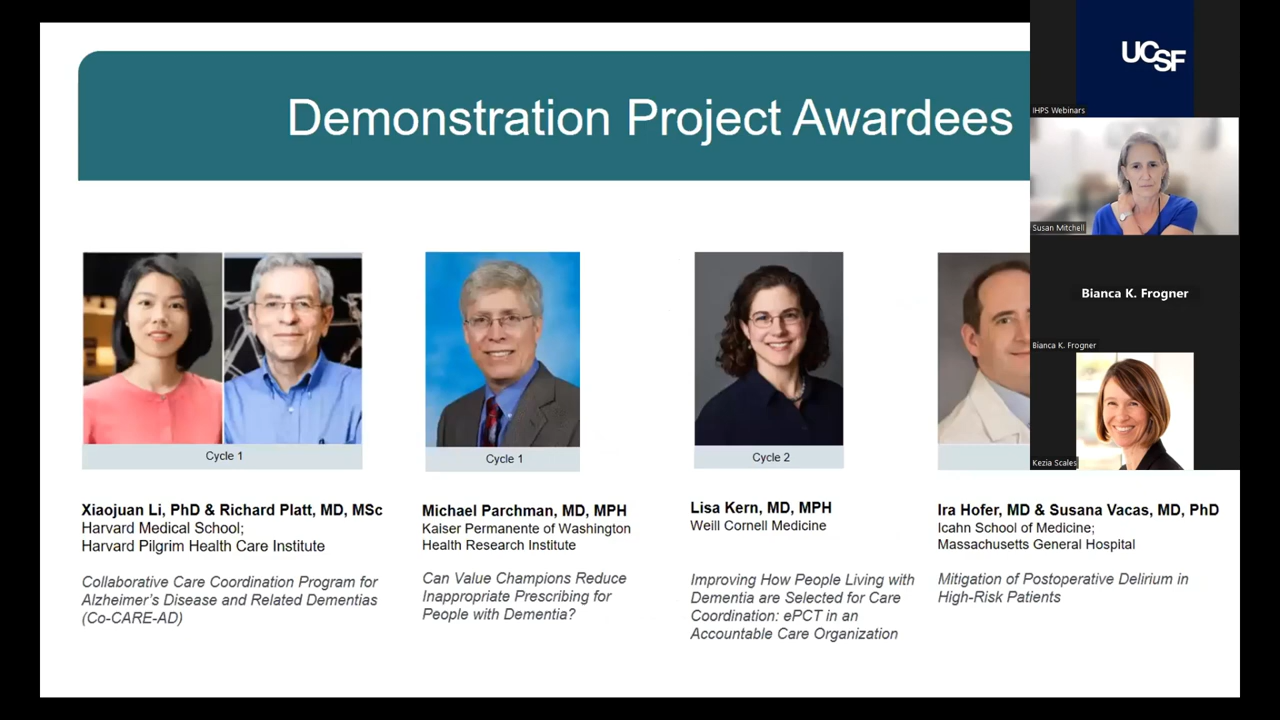 Demonstration Project Awardees
UCSF
IHPS Webinars
Susan Mitchell
Bianca K. Frogner
Bianca K. Frogner
Kezia Scales
Cycle 1
Cycle 1
Cycle 2
Xiaojuan Li, PhD & Richard Platt, MD, MSc
Harvard Medical School;
Harvard Pilgrim Health Care Institute
Collaborative Care Coordination Program for
Alzheimer's Disease and Related Dementias
(Co-CARE-AD)
Michael Parchman, MD, MPH
Kaiser Permanente of Washington
Health Research Institute
Can Value Champions Reduce
Inappropriate Prescribing for
People with Dementia?
Lisa Kern, MD, MPH
Weill Cornell Medicine
Improving How People Living with
Dementia are Selected for Care
Coordination: ePCT in an
Accountable Care Organization
Ira Hofer, MD & Susana Vacas, MD, PhD
Icahn School of Medicine;
Massachusetts General Hospital
Mitigation of Postoperative Delirium in
High-Risk Patients